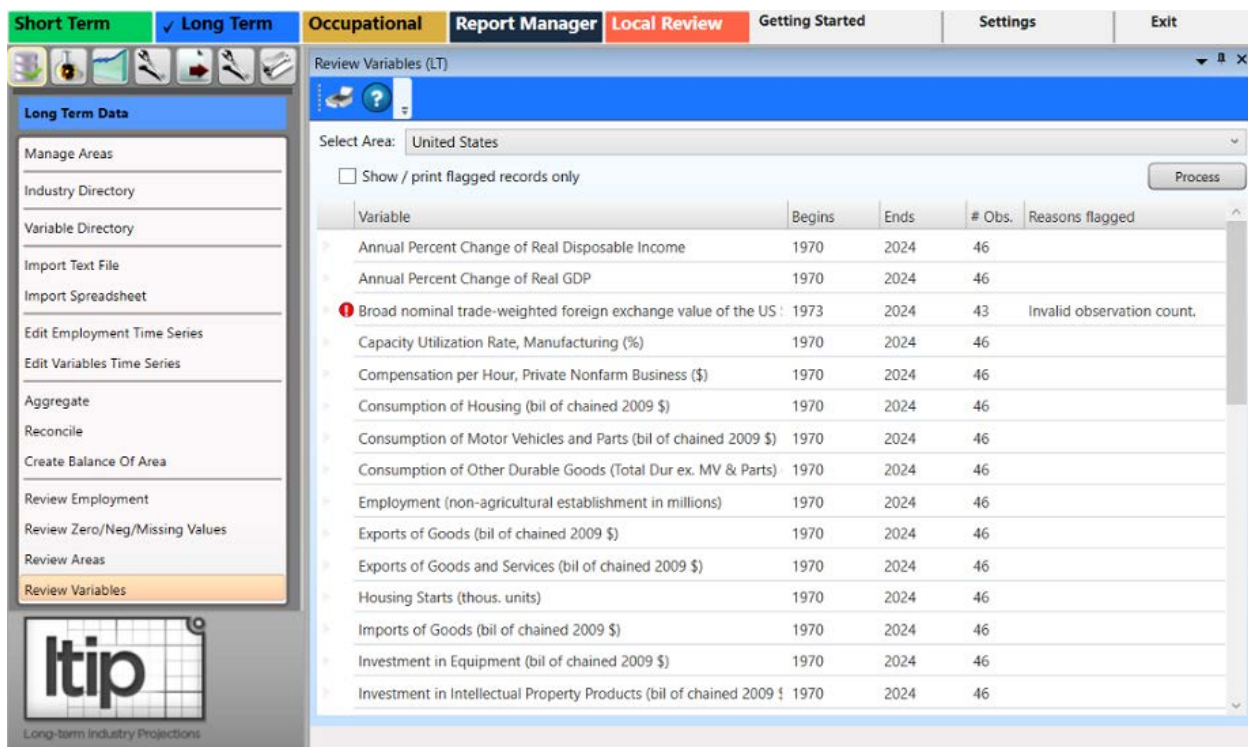 Short Term ✓ Long Term Occupational Report Manager Local Review Getting Started Settings Exit
Review Variables (LT)
Long Term Data
Manage Areas
Industry Directory
Variable Directory
Import Text File
Import Spreadsheet
Edit Employment Time Series
Edit Variables Time Series
Aggregate
Reconcile
Create Balance Of Area
Review Employment
Review Zero/Neg/Missing Values
Review Areas
Review Variables
ltip
Long-term Industry Projections
Select Area: United States
Show / print flagged records only Process
Variable Begins Ends # Obs. Reasons flagged
Annual Percent Change of Real Disposable Income 1970 2024 46
Annual Percent Change of Real GDP 1970 2024 46
Broad nominal trade-weighted foreign exchange value of the US 1973 2024 43 Invalid observation count.
Capacity Utilization Rate, Manufacturing (%) 1970 2024 46
Compensation per Hour, Private Nonfarm Business ($) 1970 2024 46
Consumption of Housing (bil of chained 2009 $) 1970 2024 46
Consumption of Motor Vehicles and Parts (bil of chained 2009 $) 1970 2024 46
Consumption of Other Durable Goods (Total Dur ex. MV & Parts) 1970 2024 46
Employment (non-agricultural establishment in millions) 1970 2024 46
Exports of Goods (bil of chained 2009 $) 1970 2024 46
Exports of Goods and Services (bil of chained 2009 $) 1970 2024 46
Housing Starts (thous. units) 1970 2024 46
Imports of Goods (bil of chained 2009 $) 1970 2024 46
Investment in Equipment (bil of chained 2009 $) 1970 2024 46
Investment in Intellectual Property Products (bil of chained 2009 $ 1970 2024 46